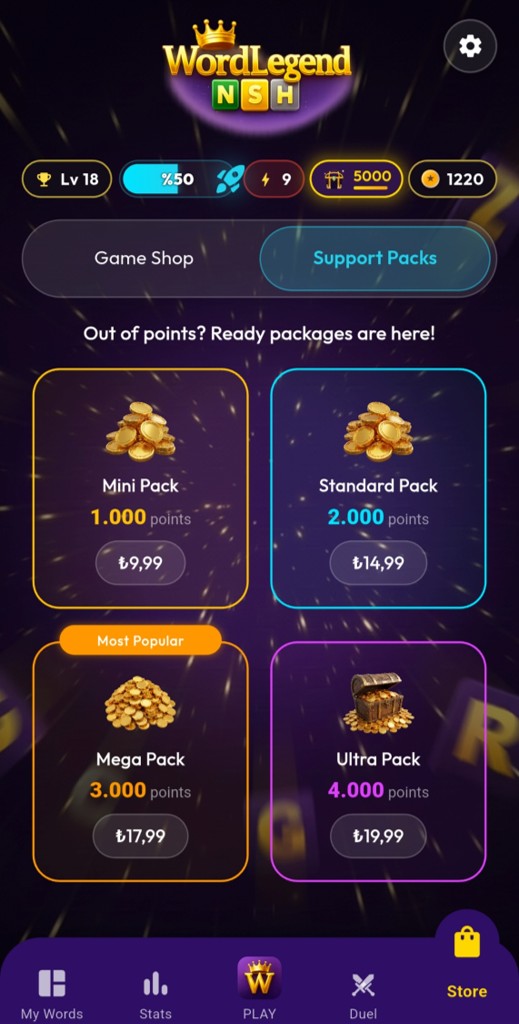 WordLegend
NSH
Lv 18
%50
9
5000
1220
Game Shop
Support Packs
Out of points? Ready packages are here!
Mini Pack
1.000 points
₺9,99
Standard Pack
2.000 points
₺14,99
Most Popular
Mega Pack
3.000 points
₺17,99
Ultra Pack
4.000 points
₺19,99
My Words
Stats
W
PLAY
Duel
Store